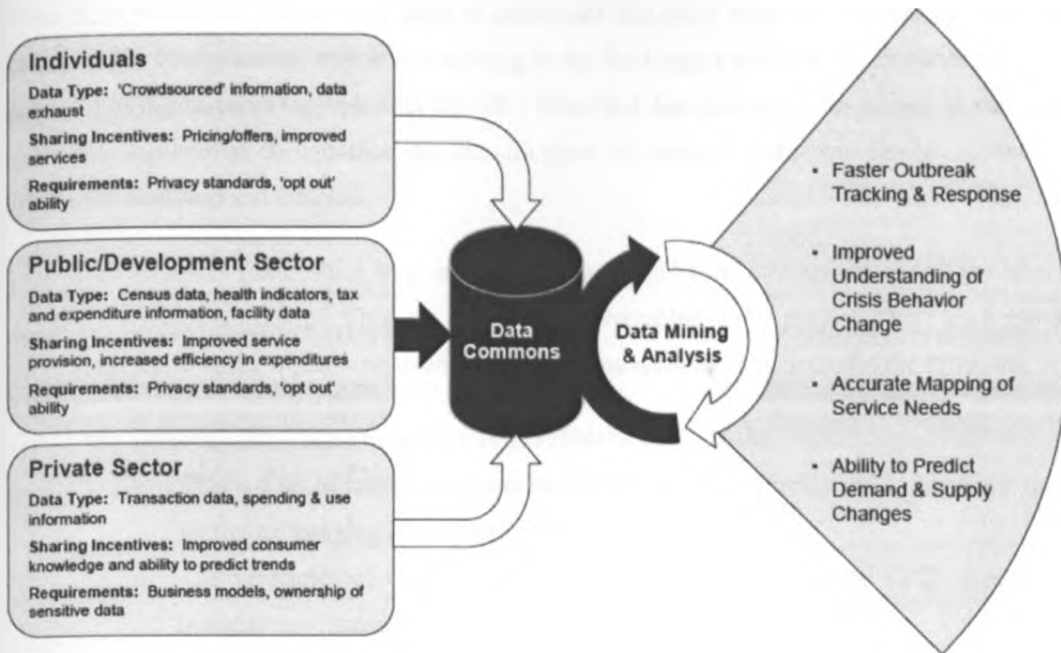 Individuals
Data Type: 'Crowdsourced' information, data
exhaust
Sharing Incentives: Pricing/offers, improved
services
Requirements: Privacy standards, 'opt out'
ability
Public/Development Sector
Data Type: Census data, health indicators, tax
and expenditure information, facility data
Sharing Incentives: Improved service
provision, increased efficiency in expenditures
Requirements: Privacy standards, 'opt out'
ability
Private Sector
Data Type: Transaction data, spending & use
information
Sharing Incentives: Improved consumer
knowledge and ability to predict trends
Requirements: Business models, ownership of
sensitive data
Data
Commons
Data Mining
& Analysis
• Faster Outbreak
Tracking & Response
• Improved
Understanding of
Crisis Behavior
Change
• Accurate Mapping of
Service Needs
• Ability to Predict
Demand & Supply
Changes